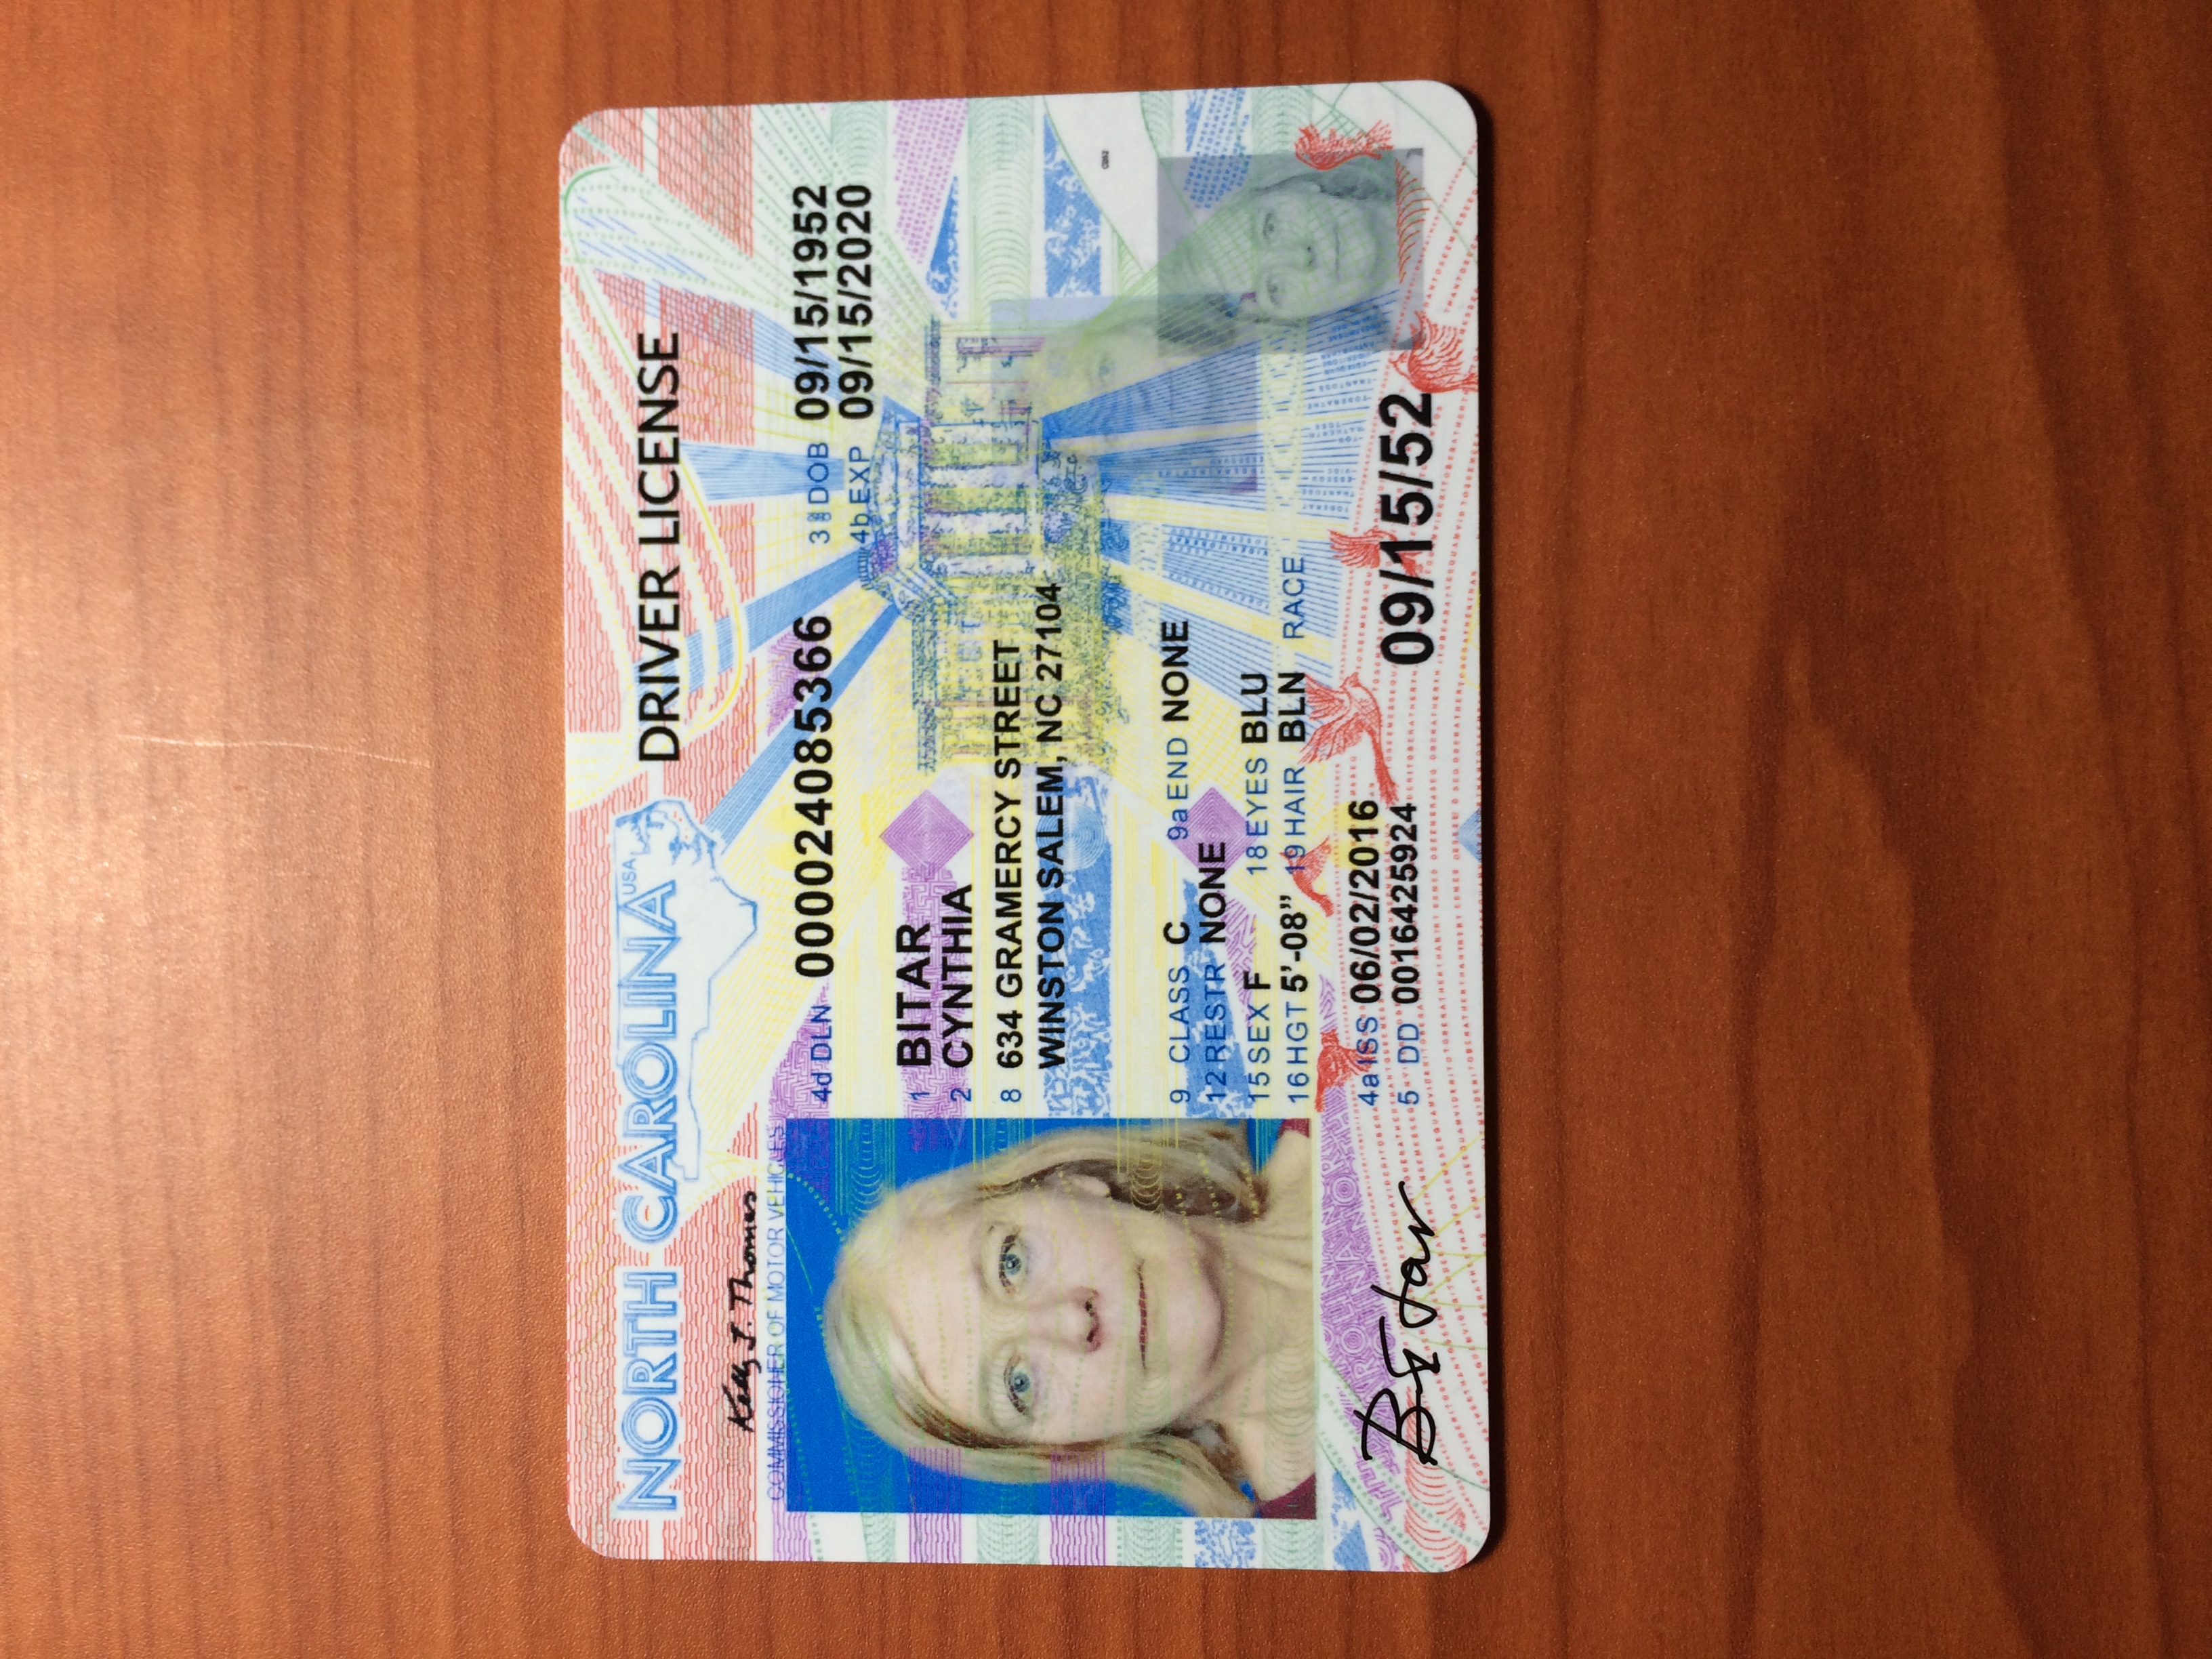 NORTH CAROLINA USA DRIVER LICENSE
Kelly J. Thomas
COMMISSIONER OF MOTOR VEHICLES
4d DLN 000024085366 3 DOB 09/15/1952
4b EXP 09/15/2020
1 BITAR
2 CYNTHIA
8 634 GRAMERCY STREET
WINSTON SALEM, NC 27104
9 CLASS C 9a END NONE
12 RESTR NONE
15 SEX F 18 EYES BLU
16 HGT 5'-08" 19 HAIR BLN RACE
4a ISS 06/02/2016
5 DD 0016425924 09/15/52
Bitar